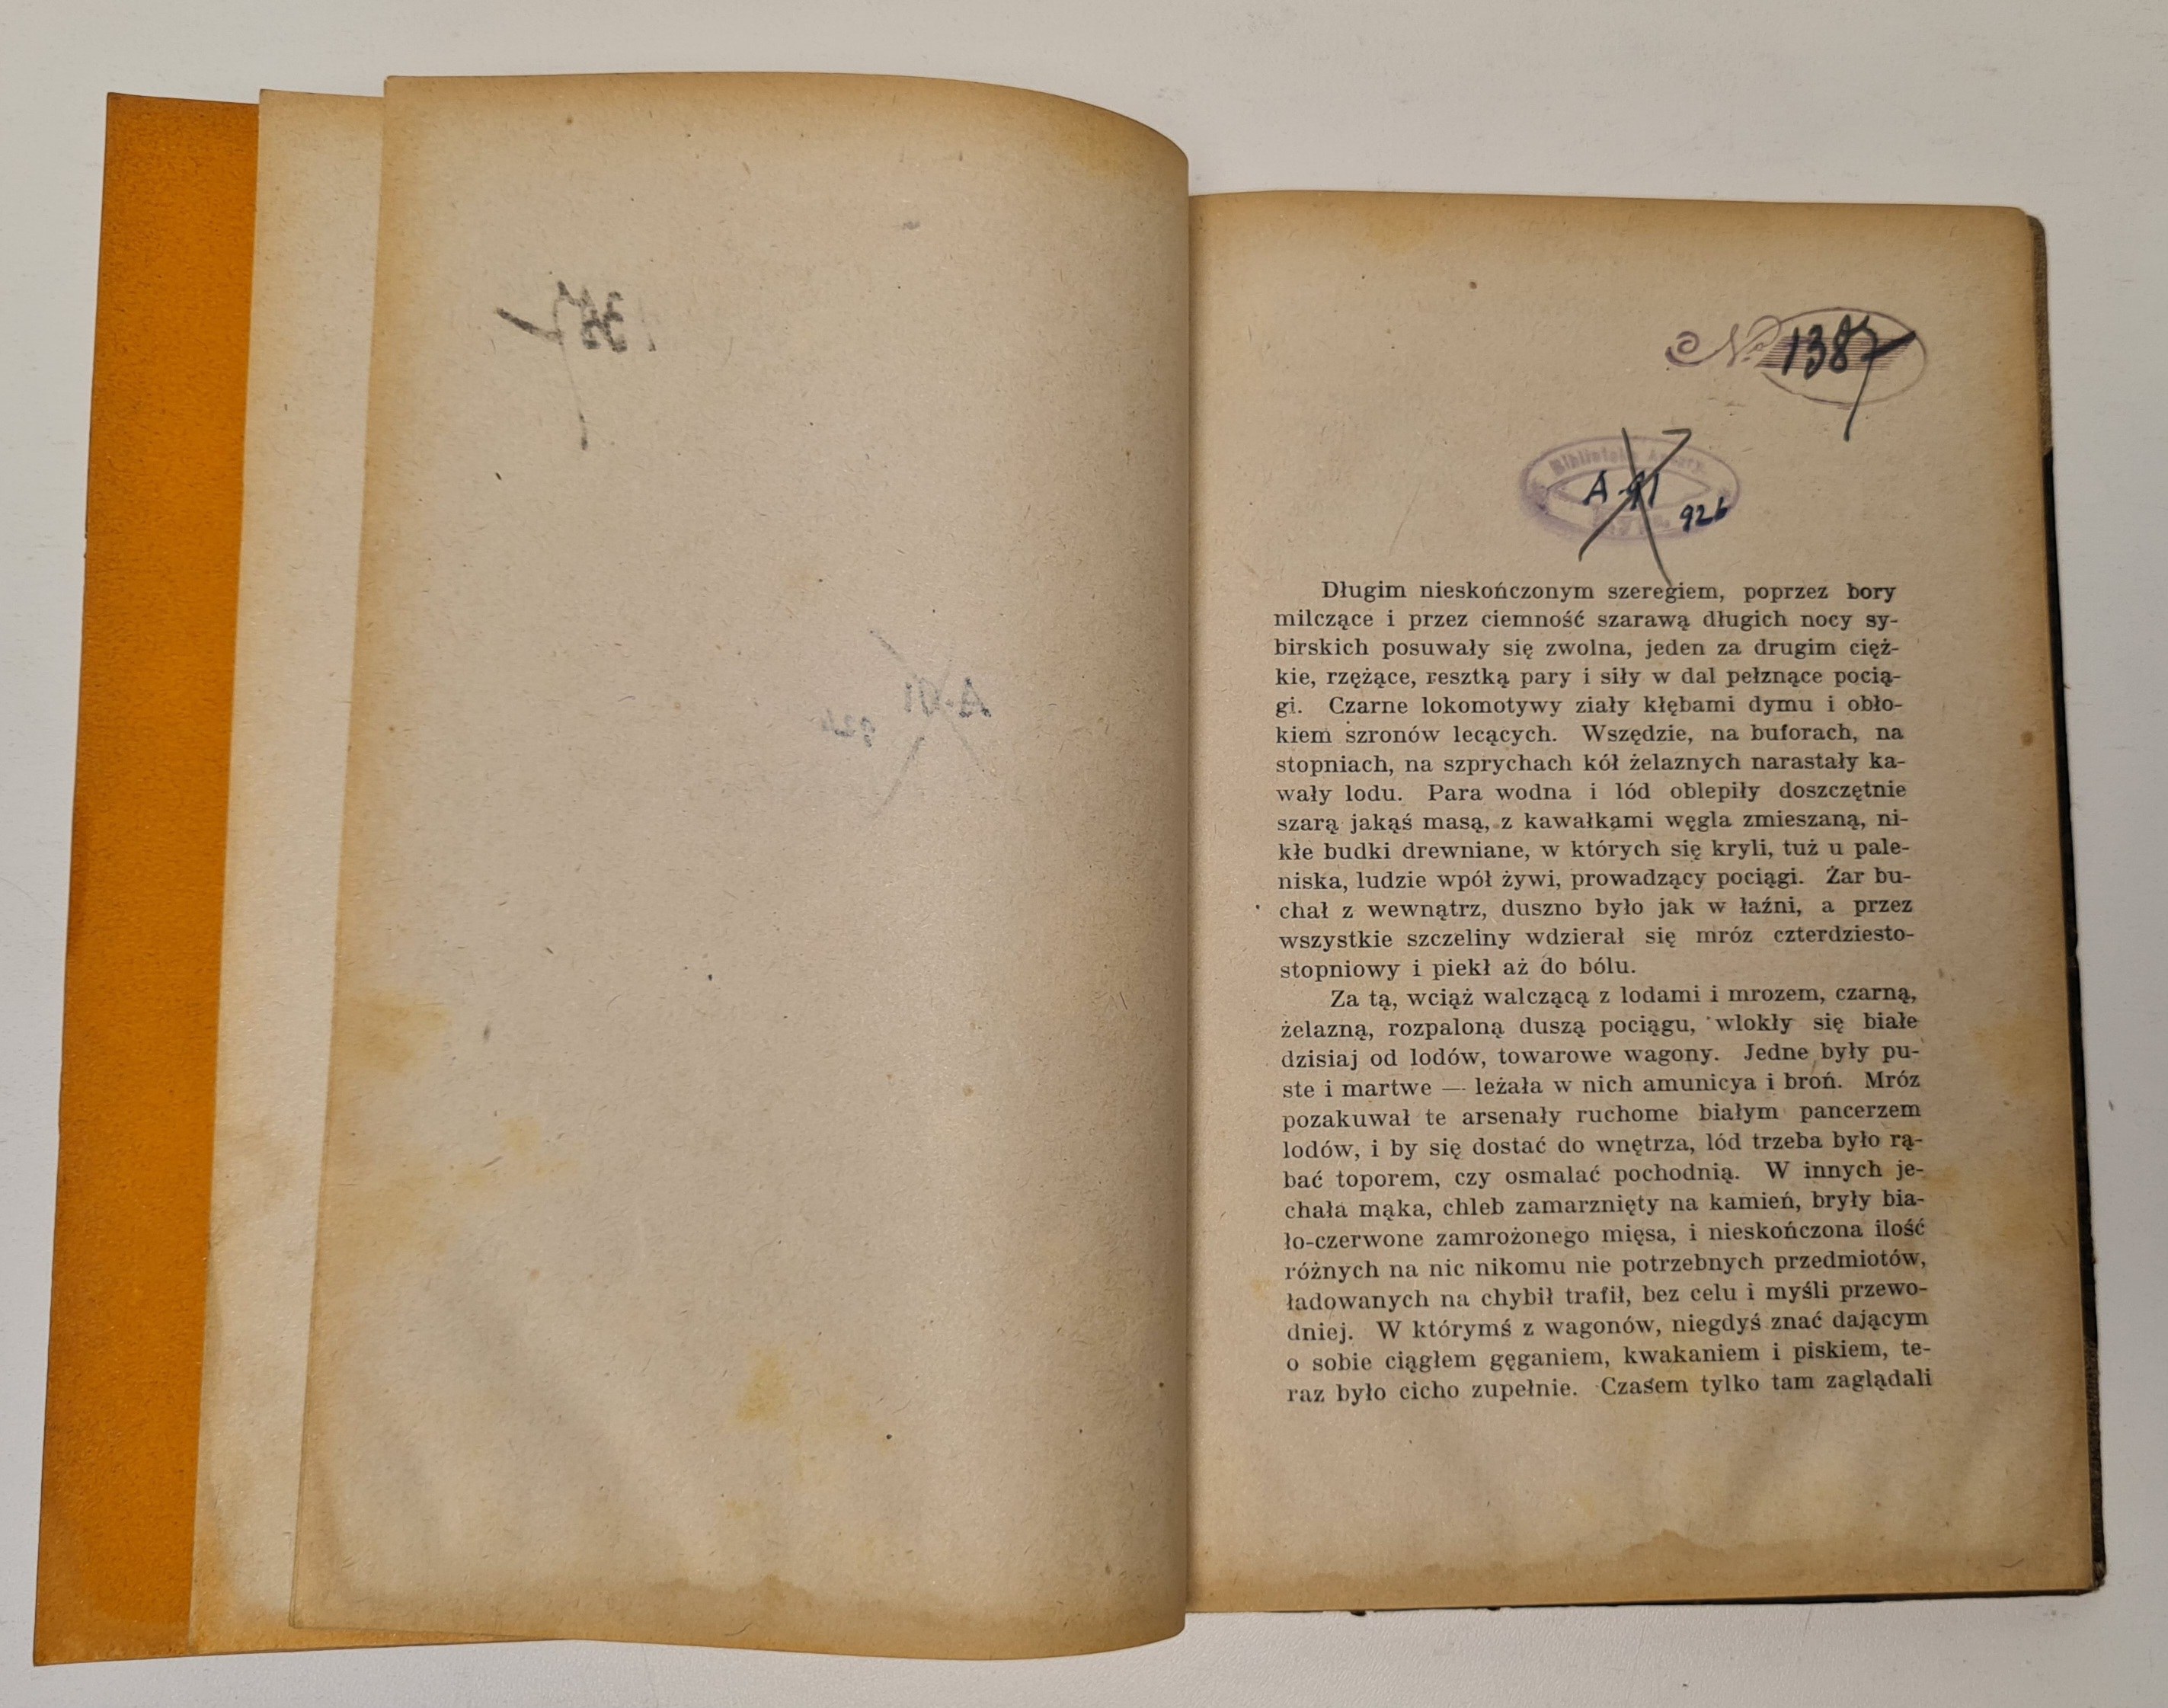 № 1387
A-VI
926
Długim nieskończonym szeregiem, poprzez bory
milczące i przez ciemność szarawą długich nocy sy-
birskich posuwały się zwolna, jeden za drugim cięż-
kie, rzężące, resztką pary i siły w dal pełznące pocią-
gi. Czarne lokomotywy ziały kłębami dymu i obło-
kiem szronów lecących. Wszędzie, na buforach, na
stopniach, na szprychach kół żelaznych narastały ka-
wały lodu. Para wodna i lód oblepiły doszczętnie
szarą jakąś masą, z kawałkami węgla zmieszaną, ni-
kłe budki drewniane, w których się kryli, tuż u pale-
niska, ludzie wpół żywi, prowadzący pociągi. Żar bu-
chał z wewnątrz, duszno było jak w łaźni, a przez
wszystkie szczeliny wdzierał się mróz czterdziesto-
stopniowy i piekł aż do bólu.
Za tą, wciąż walczącą z lodami i mrozem, czarną,
żelazną, rozpaloną duszą pociągu, wlokły się białe
dzisiaj od lodów, towarowe wagony. Jedne były pu-
ste i martwe — leżała w nich amunicya i broń. Mróz
pozakuwał te arsenały ruchome białym pancerzem
lodów, i by się dostać do wnętrza, lód trzeba było rą-
bać toporem, czy osmalać pochodnią. W innych je-
chała mąka, chleb zamarznięty na kamień, bryły bia-
ło-czerwone zamrożonego mięsa, i nieskończona ilość
różnych na nic nikomu nie potrzebnych przedmiotów,
ładowanych na chybił trafił, bez celu i myśli przewo-
dniej. W którymś z wagonów, niegdyś znać dającym
o sobie ciągłem gęganiem, kwakaniem i piskiem, te-
raz było cicho zupełnie. Czasem tylko tam zaglądali